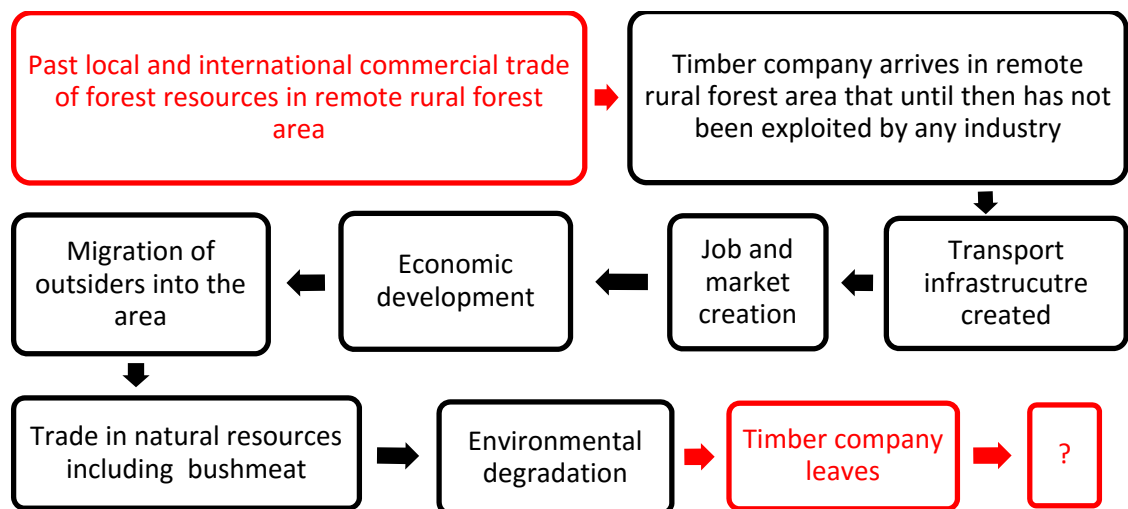 Past local and international commercial trade
of forest resources in remote rural forest
area
Timber company arrives in remote
rural forest area that until then has not
been exploited by any industry
Transport
infrastrucutre
created
Job and
market
creation
Economic
development
Migration of
outsiders into the
area
Trade in natural resources
including bushmeat
Environmental
degradation
Timber company
leaves
?